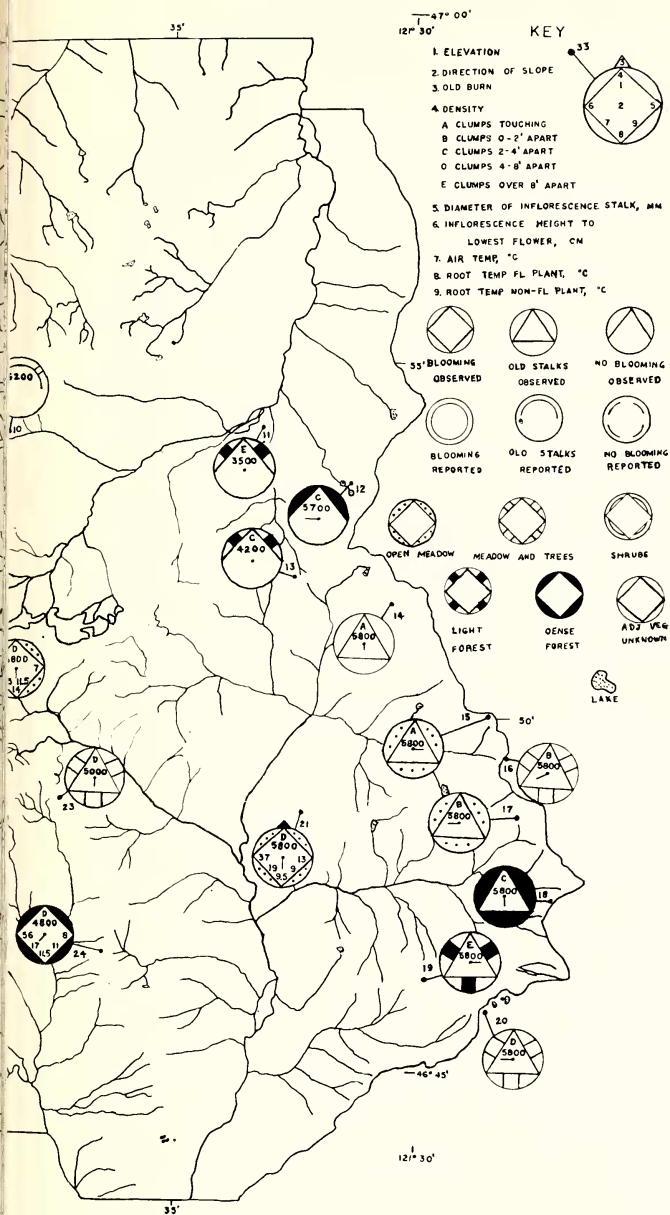 47° 00'
121° 30'
35'
KEY
33
1. ELEVATION
2. DIRECTION OF SLOPE
3. OLD BURN
4. DENSITY
A CLUMPS TOUCHING
B CLUMPS 0-2' APART
C CLUMPS 2-4' APART
D CLUMPS 4-8' APART
E CLUMPS OVER 8' APART
5. DIAMETER OF INFLORESCENCE STALK, MM
6. INFLORESCENCE HEIGHT TO
LOWEST FLOWER, CM
7. AIR TEMP, °C
8. ROOT TEMP FL PLANT, °C
9. ROOT TEMP NON-FL PLANT, °C
3
4
1
6 2 5
7 9
8
55'
BLOOMING
OBSERVED
OLD STALKS
OBSERVED
NO BLOOMING
OBSERVED
BLOOMING
REPORTED
OLD STALKS
REPORTED
NO BLOOMING
REPORTED
OPEN MEADOW
MEADOW AND TREES
SHRUBS
LIGHT
FOREST
DENSE
FOREST
ADJ VEG
UNKNOWN
LAKE
5200
10
11
E
3500
12
C
5700
C
4200
13
14
A
5800
D
5800
7
11.5
14
15
50'
A
5800
16
B
5800
D
5000
23
B
5800
17
21
D
5800
37 13
19 9
9.5
C
5800
18
D
4800
56 8
17 11
11.5
24
E
5800
19
20
D
5800
46° 45'
121° 30'
35'